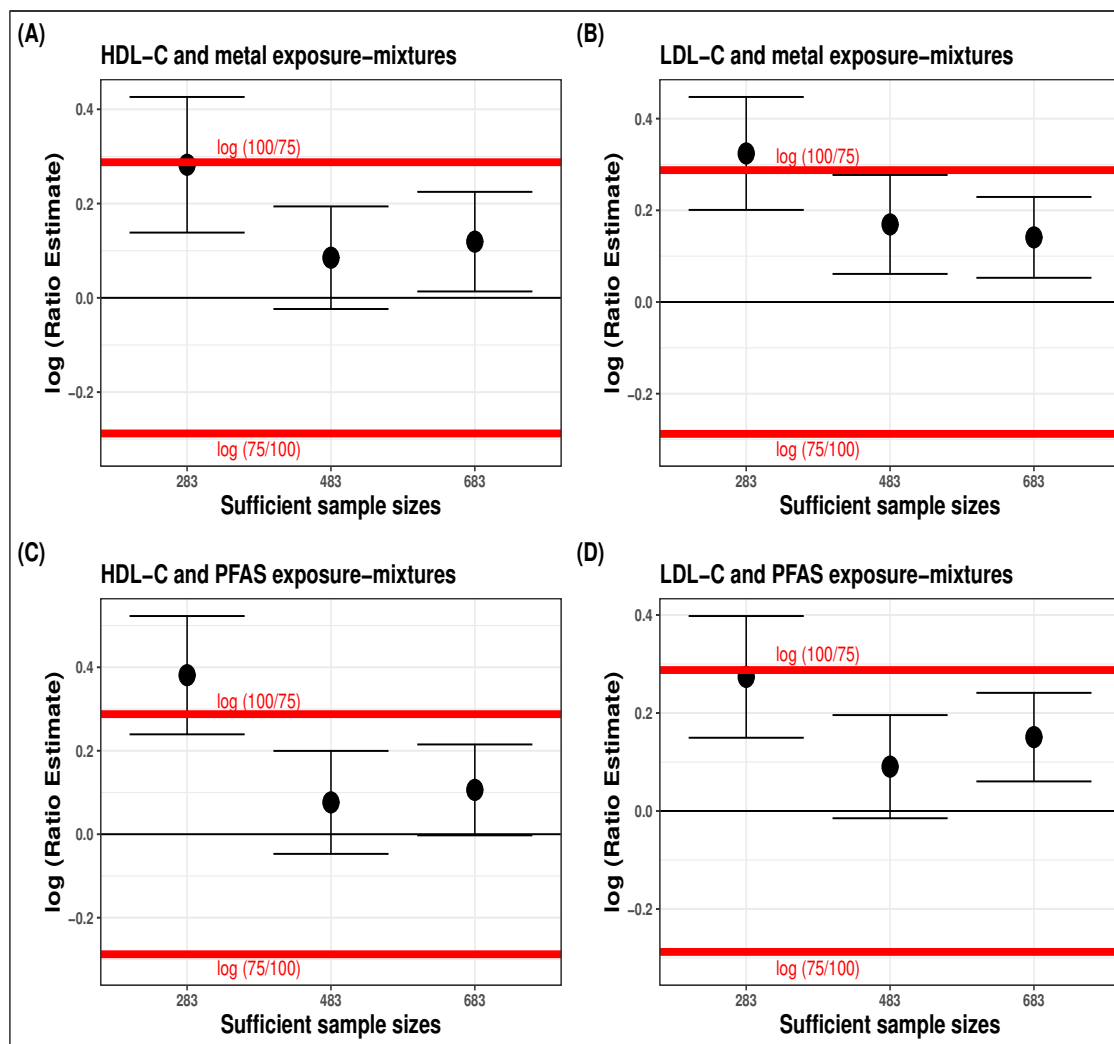 (A)
HDL−C and metal exposure−mixtures
log (Ratio Estimate)
0.4
0.2
0.0
−0.2
log (100/75)
log (75/100)
283 483 683
Sufficient sample sizes
(B)
LDL−C and metal exposure−mixtures
log (Ratio Estimate)
0.4
0.2
0.0
−0.2
log (100/75)
log (75/100)
283 483 683
Sufficient sample sizes
(C)
HDL−C and PFAS exposure−mixtures
log (Ratio Estimate)
0.4
0.2
0.0
−0.2
log (100/75)
log (75/100)
283 483 683
Sufficient sample sizes
(D)
LDL−C and PFAS exposure−mixtures
log (Ratio Estimate)
0.4
0.2
0.0
−0.2
log (100/75)
log (75/100)
283 483 683
Sufficient sample sizes